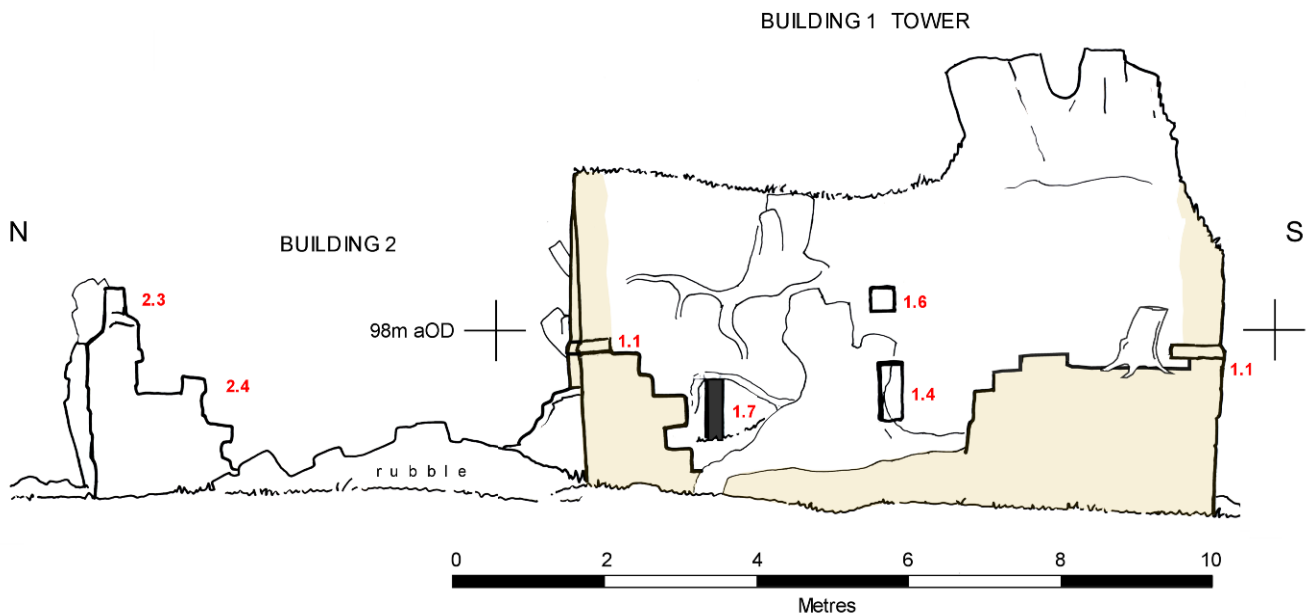 BUILDING 1 TOWER
N
S
BUILDING 2
2.3
1.6
98m aOD
1.1
1.1
2.4
1.4
1.7
rubble
0 2 4 6 8 10
Metres